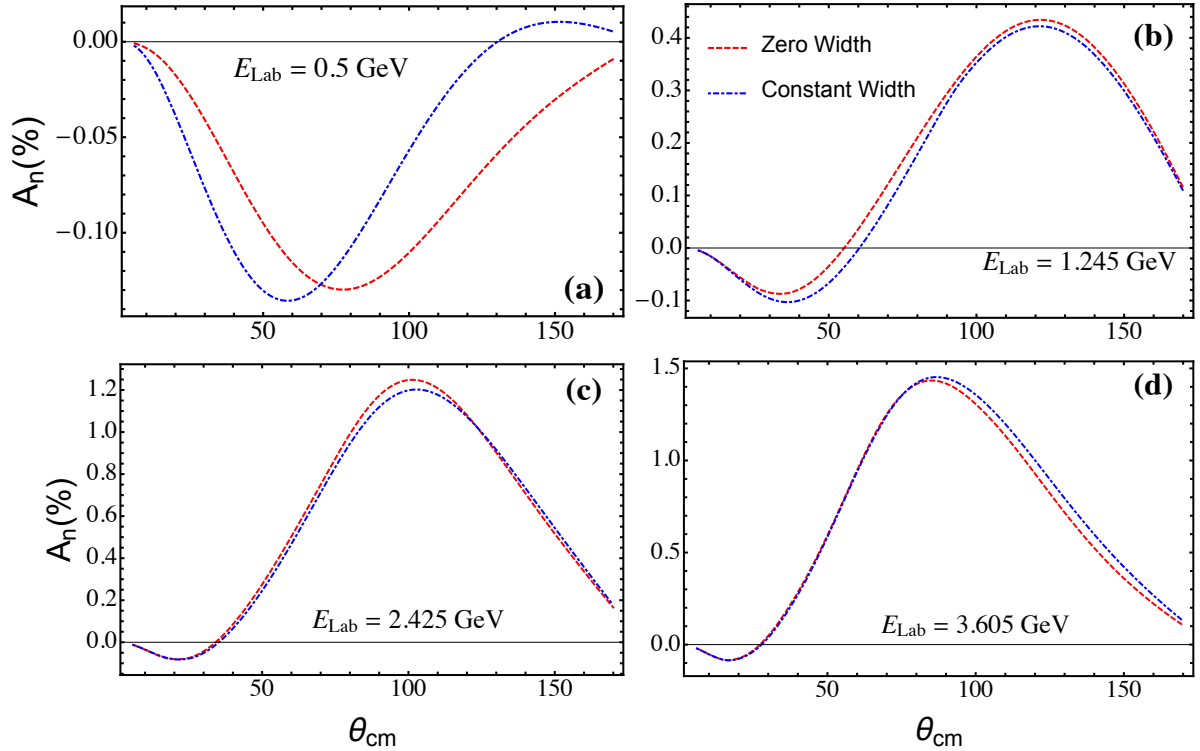 0.00
−0.05
−0.10
A_n(%)
E_Lab = 0.5 GeV
(a)
50
100
150
0.4
0.3
0.2
0.1
0.0
−0.1
(b)
Zero Width
Constant Width
E_Lab = 1.245 GeV
50
100
150
1.2
1.0
0.8
0.6
0.4
0.2
0.0
A_n(%)
(c)
E_Lab = 2.425 GeV
50
100
150
θ_cm
1.5
1.0
0.5
0.0
(d)
E_Lab = 3.605 GeV
50
100
150
θ_cm